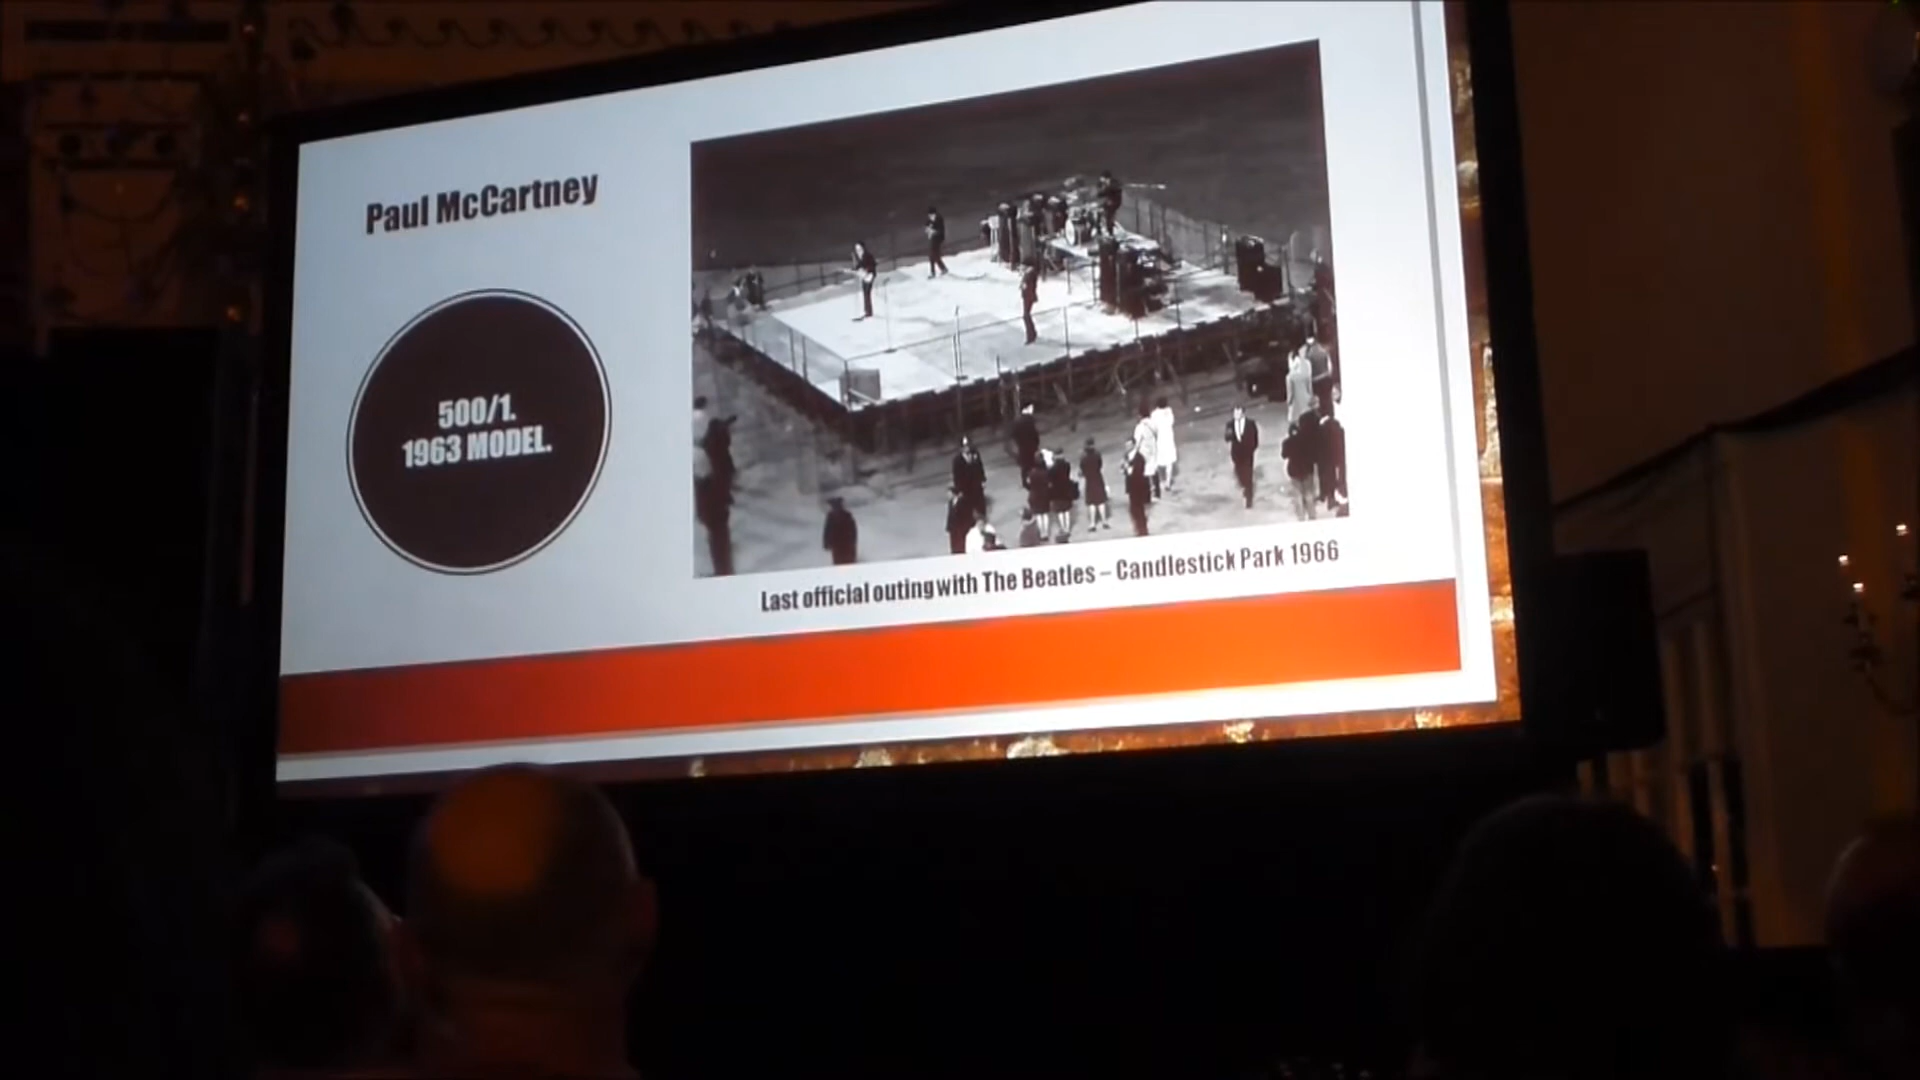 Paul McCartney
500/1.
1963 MODEL.
Last official outing with The Beatles – Candlestick Park 1966